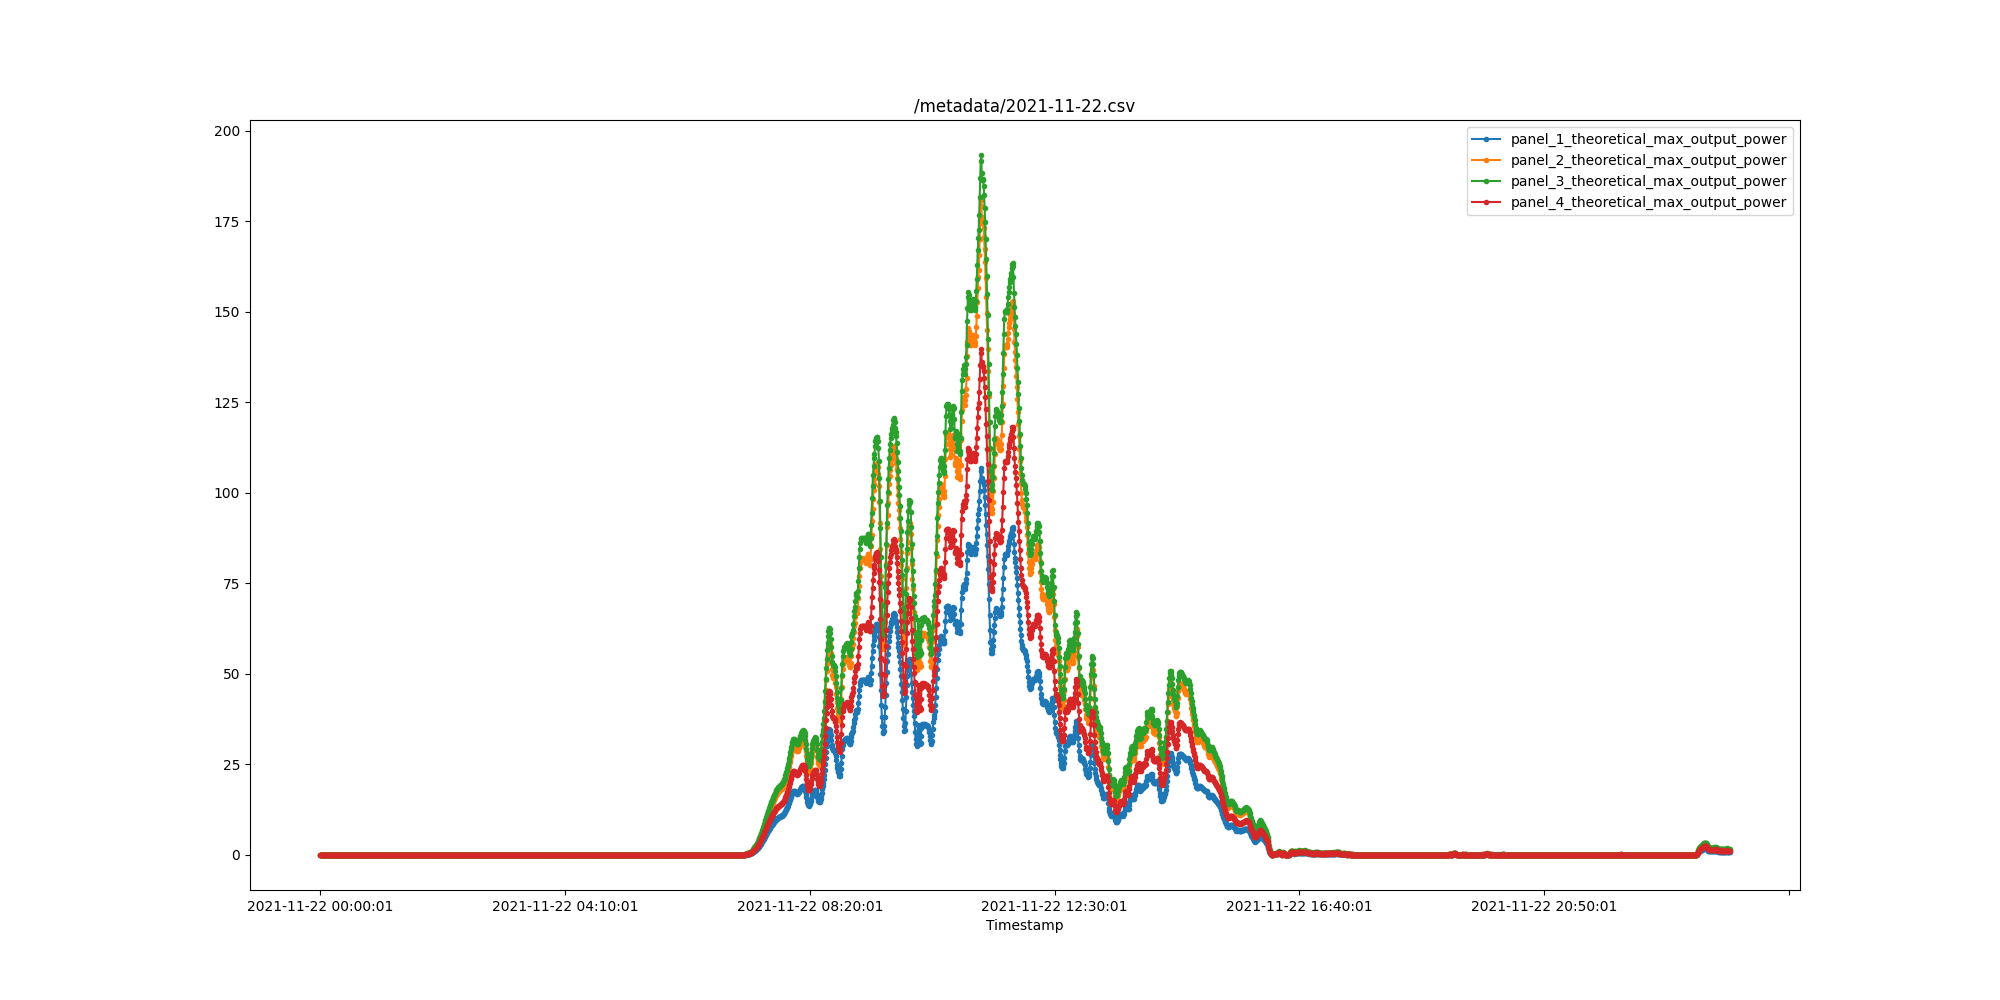 /metadata/2021-11-22.csv
200
175
150
125
100
75
50
25
0
panel_1_theoretical_max_output_power
panel_2_theoretical_max_output_power
panel_3_theoretical_max_output_power
panel_4_theoretical_max_output_power
2021-11-22 00:00:01 2021-11-22 04:10:01 2021-11-22 08:20:01 2021-11-22 12:30:01 2021-11-22 16:40:01 2021-11-22 20:50:01
Timestamp